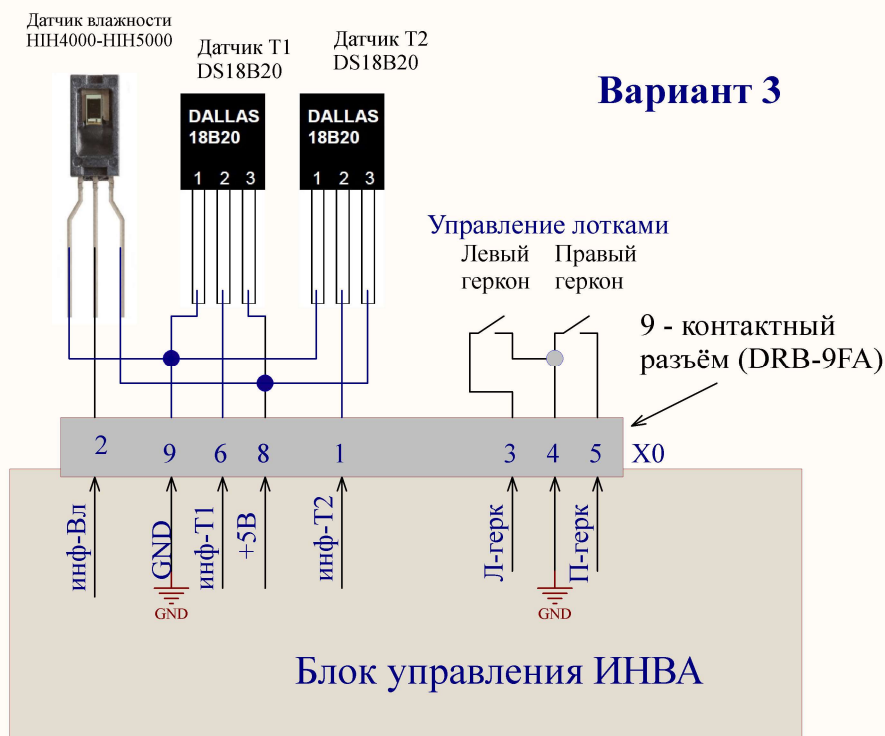 Датчик влажности
HIH4000-HIH5000
Датчик Т1
DS18B20
Датчик Т2
DS18B20
Вариант 3
DALLAS
18B20
1 2 3
DALLAS
18B20
1 2 3
Управление лотками
Левый
геркон
Правый
геркон
9 - контактный
разъём (DRB-9FA)
2 9 6 8 1 3 4 5 X0
инф-Вл
GND
инф-Т1
+5В
инф-Т2
Л-герк
П-герк
GND
GND
Блок управления ИНВА